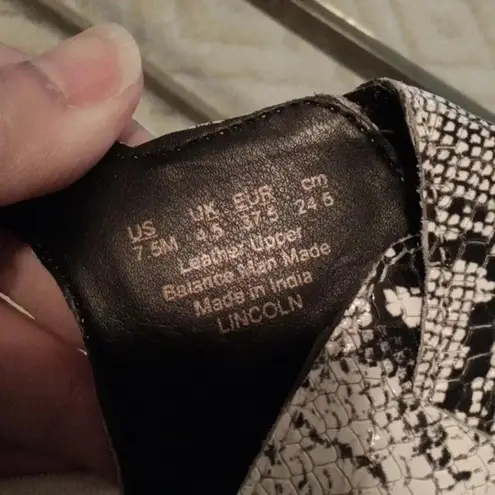 US UK EUR cm
7.5M 4.5 37.5 24.5
Leather Upper
Balance Man Made
Made in India
LINCOLN